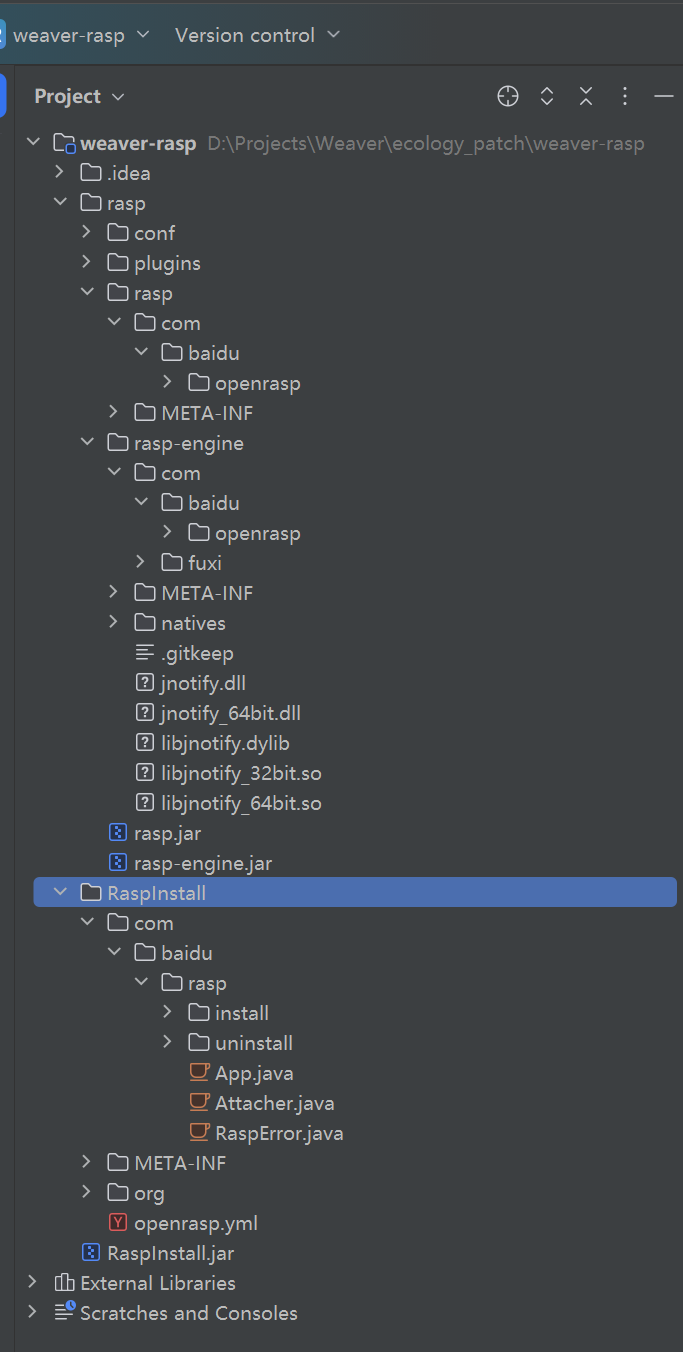 weaver-rasp Version control
Project
weaver-rasp D:\Projects\Weaver\ecology_patch\weaver-rasp
.idea
rasp
conf
plugins
rasp
com
baidu
openrasp
META-INF
rasp-engine
com
baidu
openrasp
fuxi
META-INF
natives
.gitkeep
jnotify.dll
jnotify_64bit.dll
libjnotify.dylib
libjnotify_32bit.so
libjnotify_64bit.so
rasp.jar
rasp-engine.jar
RaspInstall
com
baidu
rasp
install
uninstall
App.java
Attacher.java
RaspError.java
META-INF
org
openrasp.yml
RaspInstall.jar
External Libraries
Scratches and Consoles